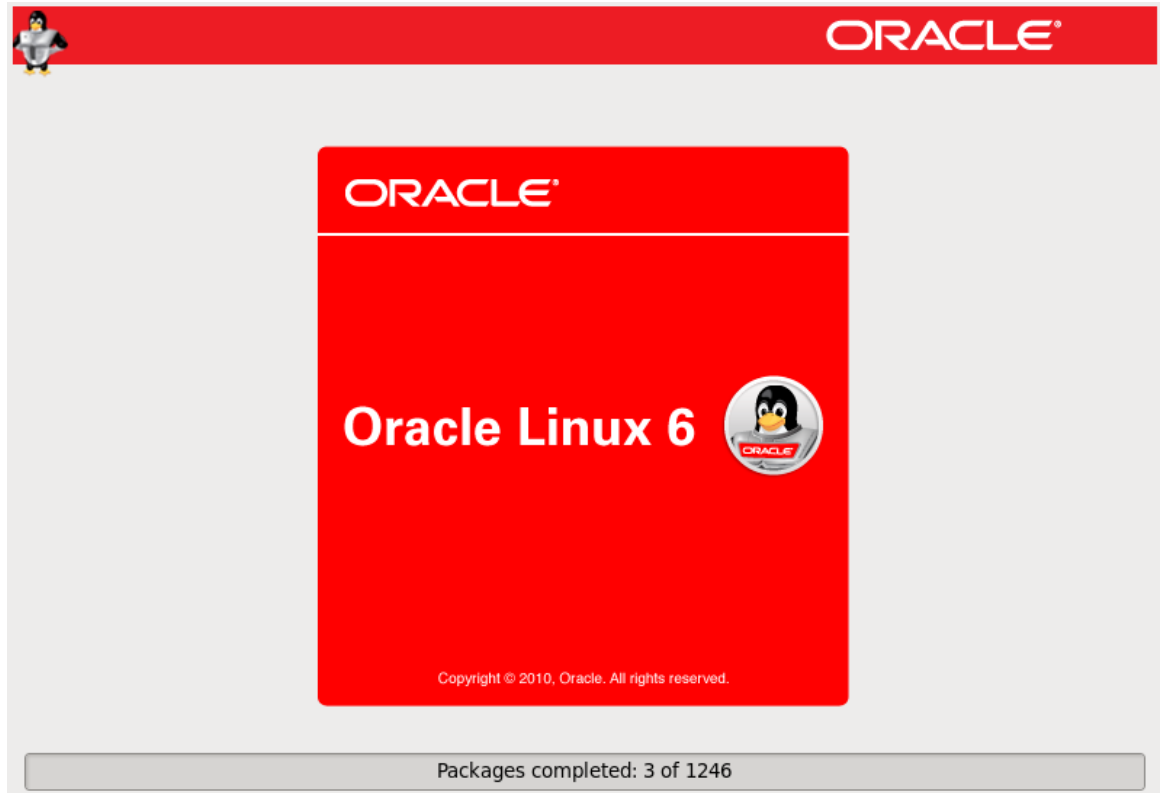 ORACLE®
ORACLE®
Oracle Linux 6
ORACLE
Copyright © 2010, Oracle. All rights reserved.
Packages completed: 3 of 1246